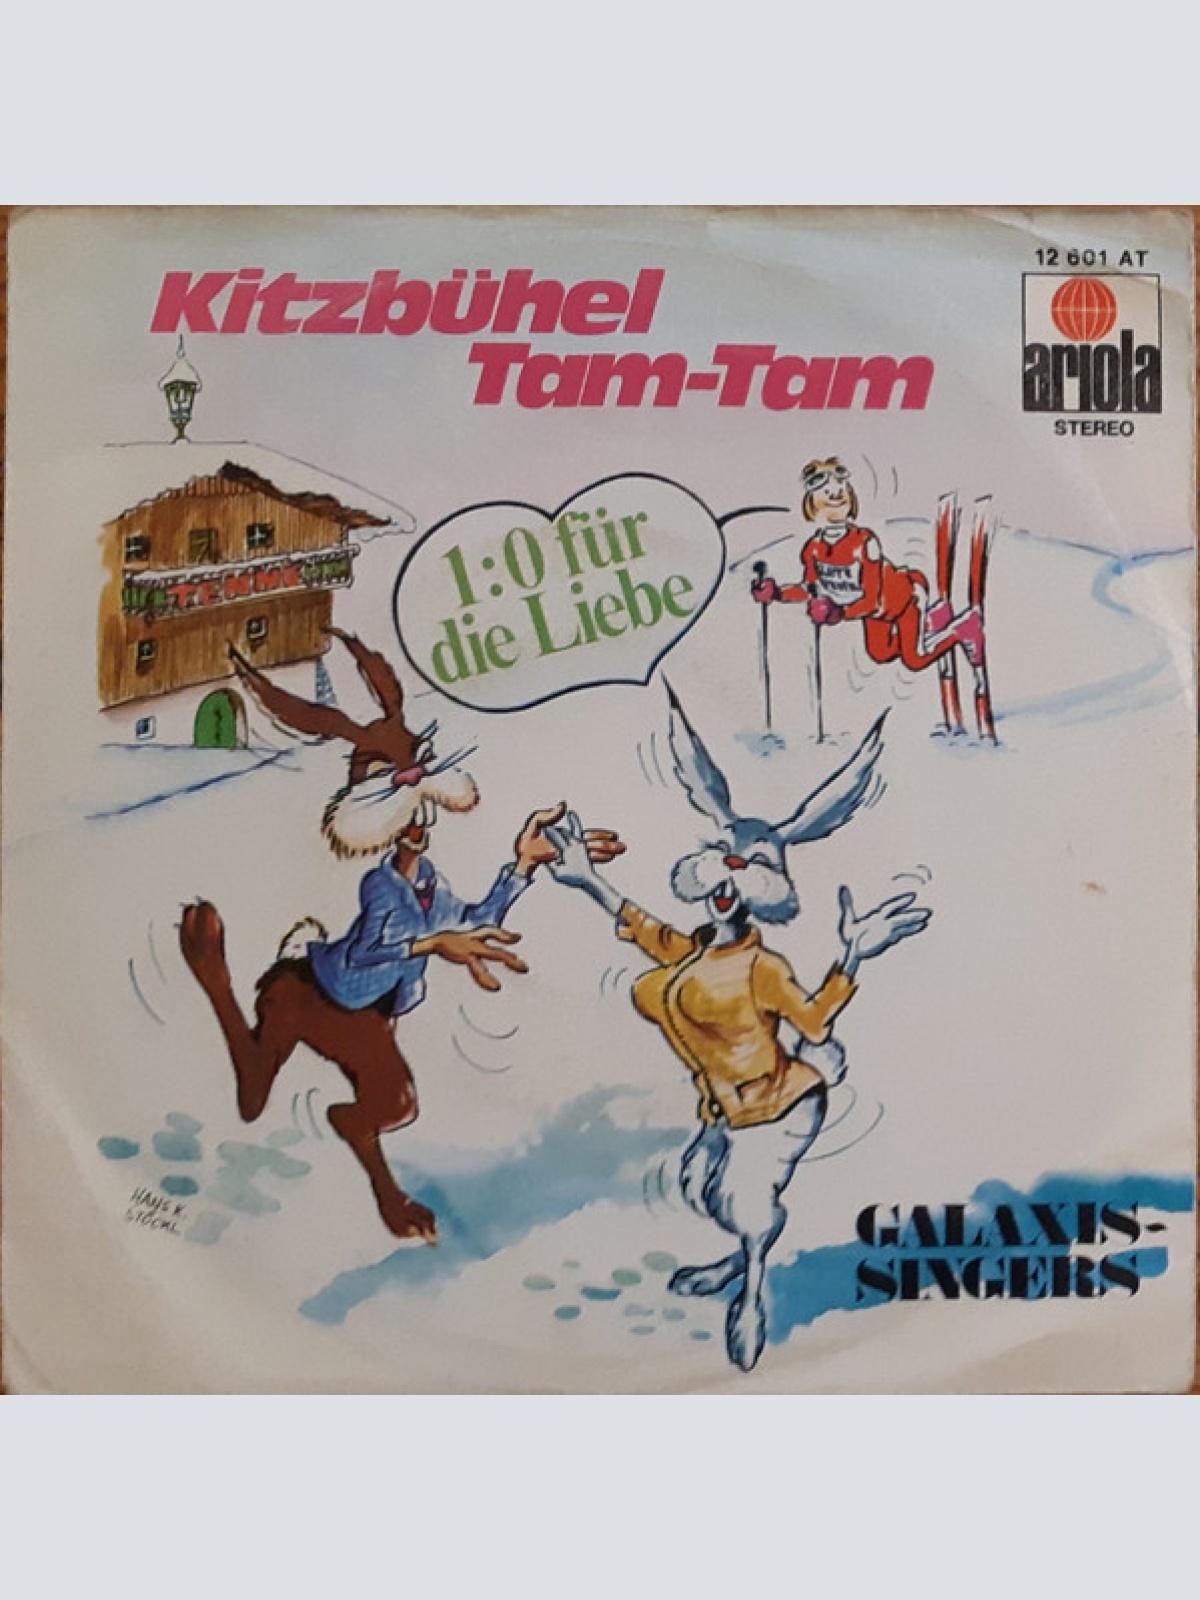 Kitzbühel
Tam-Tam
12 601 AT
ariola
STEREO
1:0 für
die Liebe
TENNE
HANS K.
STÖCKL
GALAXIS-
SINGERS